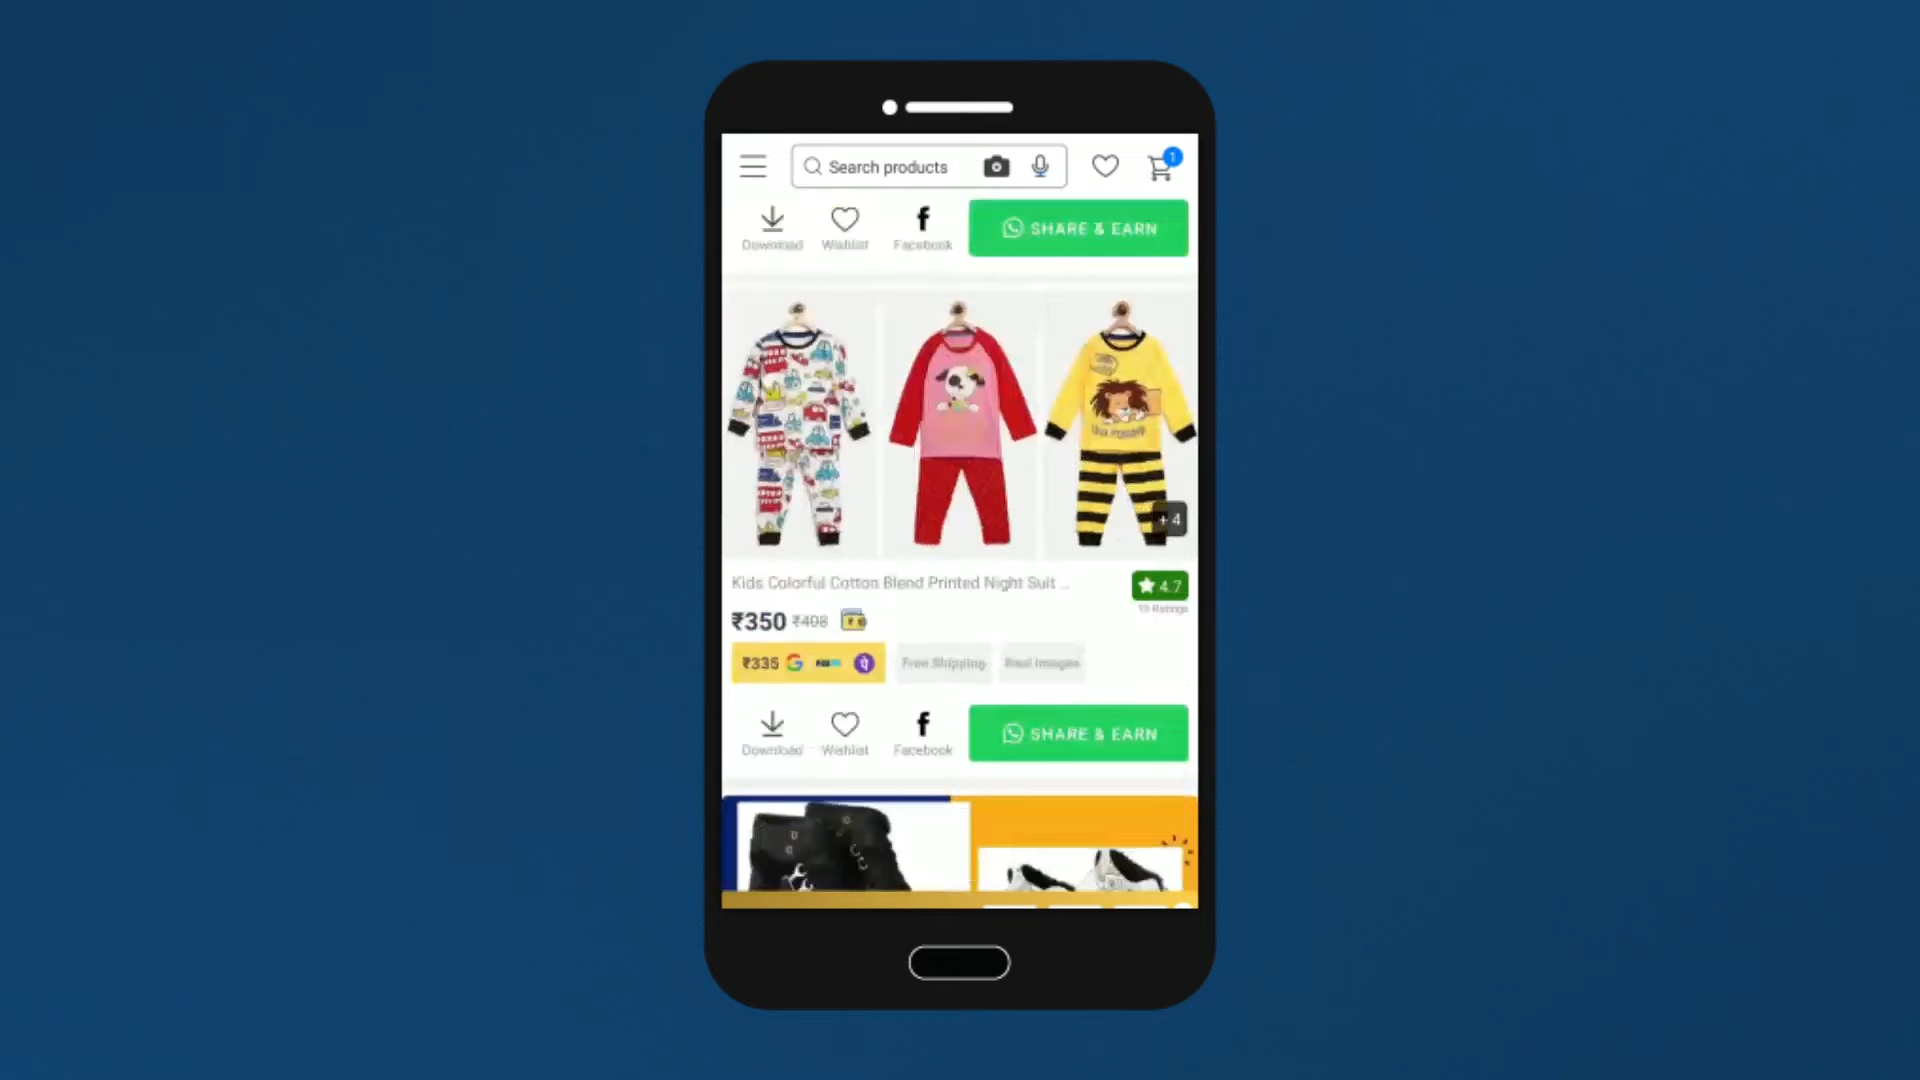 Search products
1
Download Wishlist Facebook SHARE & EARN
+4
Kids Colorful Cotton Blend Printed Night Suit ...
4.7
₹350 ₹408
₹335 Free Shipping Real Images
Download Wishlist Facebook SHARE & EARN